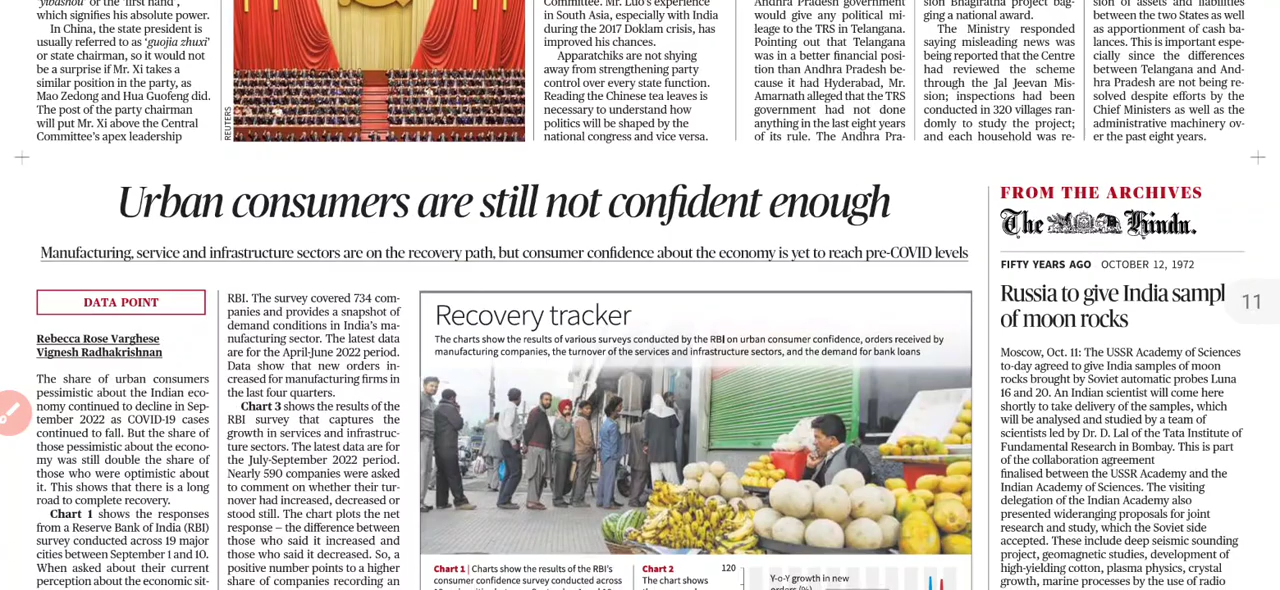 'yibashou' or the 'first hand',
which signifies his absolute power.
In China, the state president is
usually referred to as 'guojia zhuxi'
or state chairman, so it would not
be a surprise if Mr. Xi takes a
similar position in the party, as
Mao Zedong and Hua Guofeng did.
The post of the party chairman
will put Mr. Xi above the Central
Committee's apex leadership
REUTERS
Committee. Mr. Luo's experience
in South Asia, especially with India
during the 2017 Doklam crisis, has
improved his chances.
Apparatchiks are not shying
away from strengthening party
control over every state function.
Reading the Chinese tea leaves is
necessary to understand how
politics will be shaped by the
national congress and vice versa.
Andhra Pradesh government
would give any political mi-
leage to the TRS in Telangana.
Pointing out that Telangana
was in a better financial posi-
tion than Andhra Pradesh be-
cause it had Hyderabad, Mr.
Amarnath alleged that the TRS
government had not done
anything in the last eight years
of its rule. The Andhra Pra-
sion Bhagiratha project bag-
ging a national award.
The Ministry responded
saying misleading news was
being reported that the Centre
had reviewed the scheme
through the Jal Jeevan Mis-
sion; inspections had been
conducted in 320 villages ran-
domly to study the project;
and each household was re-
sion of assets and liabilities
between the two States as well
as apportionment of cash ba-
lances. This is important espe-
cially since the differences
between Telangana and And-
hra Pradesh are not being re-
solved despite efforts by the
Chief Ministers as well as the
administrative machinery ov-
er the past eight years.
Urban consumers are still not confident enough
Manufacturing, service and infrastructure sectors are on the recovery path, but consumer confidence about the economy is yet to reach pre-COVID levels
DATA POINT
Rebecca Rose Varghese
Vignesh Radhakrishnan
The share of urban consumers
pessimistic about the Indian eco-
nomy continued to decline in Sep-
tember 2022 as COVID-19 cases
continued to fall. But the share of
those pessimistic about the econo-
my was still double the share of
those who were optimistic about
it. This shows that there is a long
road to complete recovery.
Chart 1 shows the responses
from a Reserve Bank of India (RBI)
survey conducted across 19 major
cities between September 1 and 10.
When asked about their current
perception about the economic sit-
RBI. The survey covered 734 com-
panies and provides a snapshot of
demand conditions in India's ma-
nufacturing sector. The latest data
are for the April-June 2022 period.
Data show that new orders in-
creased for manufacturing firms in
the last four quarters.
Chart 3 shows the results of the
RBI survey that captures the
growth in services and infrastruc-
ture sectors. The latest data are for
the July-September 2022 period.
Nearly 590 companies were asked
to comment on whether their tur-
nover had increased, decreased or
stood still. The chart plots the net
response – the difference between
those who said it increased and
those who said it decreased. So, a
positive number points to a higher
share of companies recording an
Recovery tracker
The charts show the results of various surveys conducted by the RBI on urban consumer confidence, orders received by
manufacturing companies, the turnover of the services and infrastructure sectors, and the demand for bank loans
Chart 1 | Charts show the results of the RBI's
consumer confidence survey conducted across
Chart 2
The chart shows
120
Y-o-Y growth in new
orders (%)
FROM THE ARCHIVES
The Hindu.
FIFTY YEARS AGO OCTOBER 12, 1972
Russia to give India sampl
of moon rocks
11
Moscow, Oct. 11: The USSR Academy of Sciences
to-day agreed to give India samples of moon
rocks brought by Soviet automatic probes Luna
16 and 20. An Indian scientist will come here
shortly to take delivery of the samples, which
will be analysed and studied by a team of
scientists led by Dr. D. Lal of the Tata Institute of
Fundamental Research in Bombay. This is part
of the collaboration agreement
finalised between the USSR Academy and the
Indian Academy of Sciences. The visiting
delegation of the Indian Academy also
presented wideranging proposals for joint
research and study, which the Soviet side
accepted. These include deep seismic sounding
project, geomagnetic studies, development of
high-yielding cotton, plasma physics, crystal
growth, marine processes by the use of radio